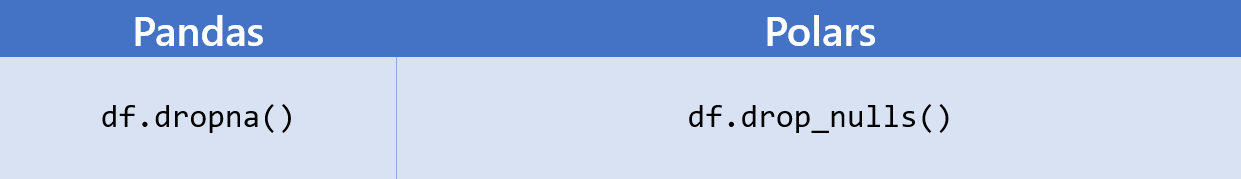 Pandas Polars
df.dropna() df.drop_nulls()